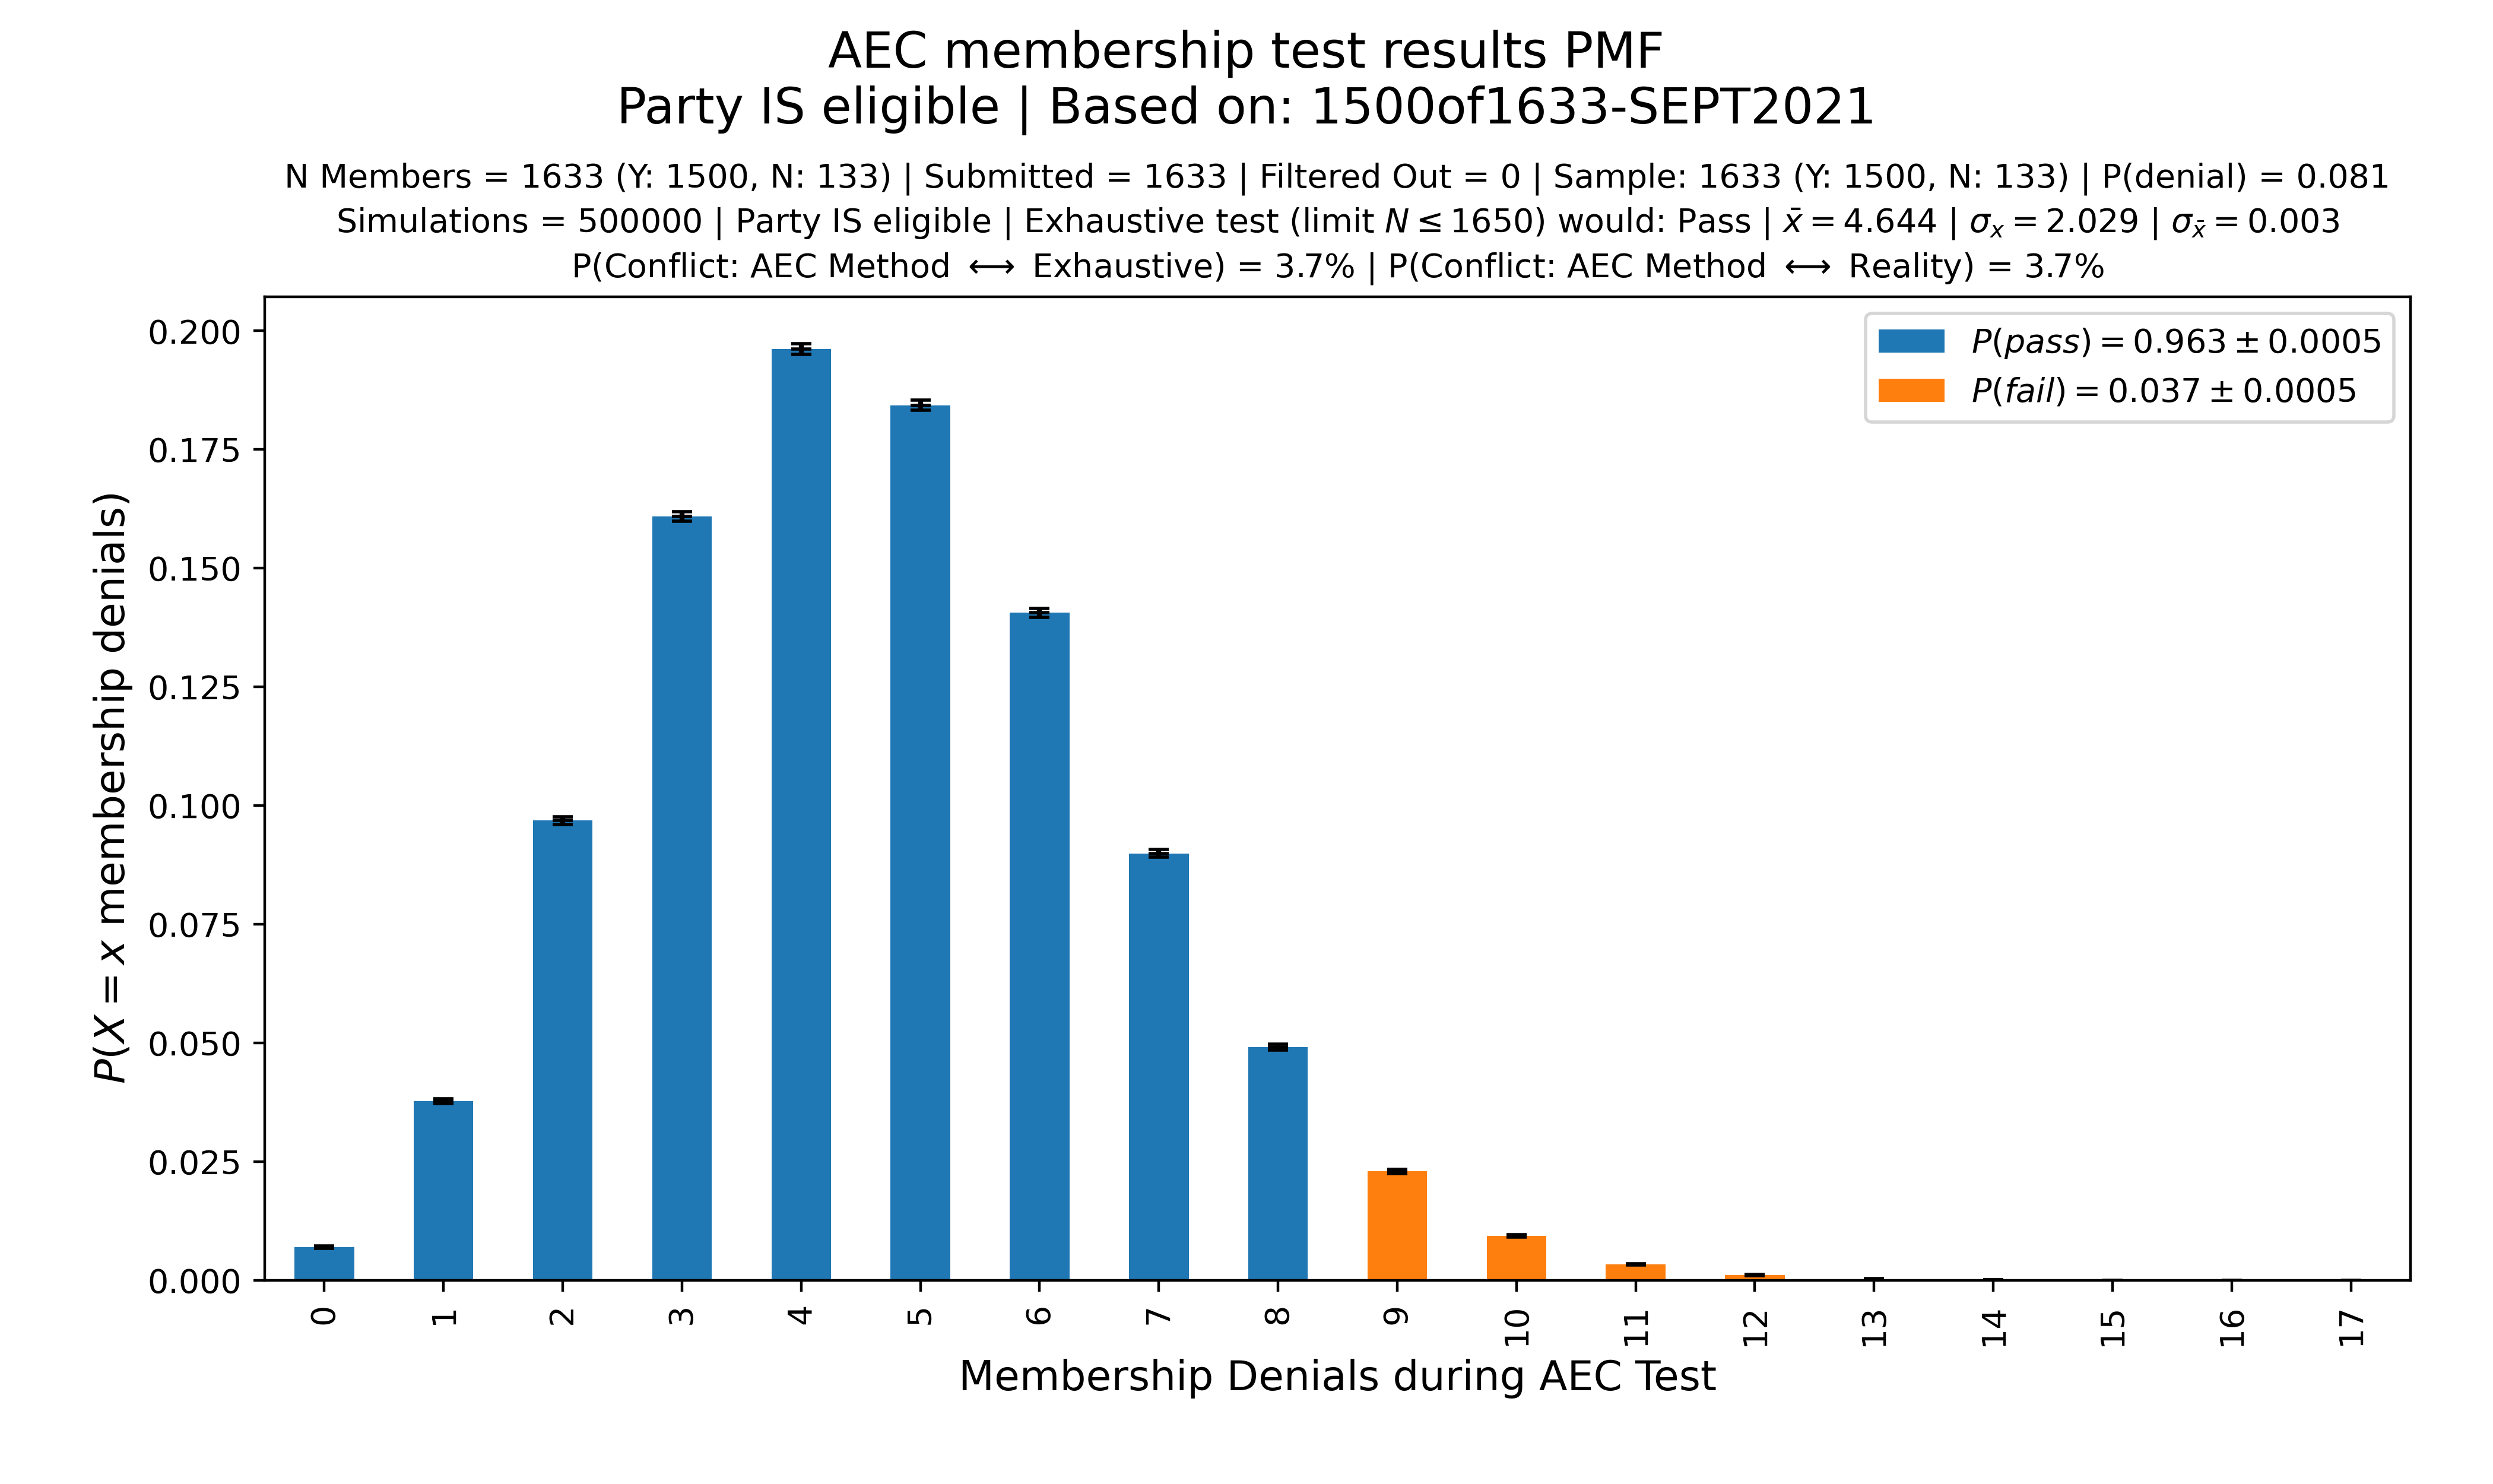 AEC membership test results PMF
Party IS eligible | Based on: 1500of1633-SEPT2021
N Members = 1633 (Y: 1500, N: 133) | Submitted = 1633 | Filtered Out = 0 | Sample: 1633 (Y: 1500, N: 133) | P(denial) = 0.081
Simulations = 500000 | Party IS eligible | Exhaustive test (limit N ≤ 1650) would: Pass | x̄ = 4.644 | σₓ = 2.029 | σ_x̄ = 0.003
P(Conflict: AEC Method ⟷ Exhaustive) = 3.7% | P(Conflict: AEC Method ⟷ Reality) = 3.7%
P(pass) = 0.963 ± 0.0005
P(fail) = 0.037 ± 0.0005
P(X = x membership denials)
0.200
0.175
0.150
0.125
0.100
0.075
0.050
0.025
0.000
0 1 2 3 4 5 6 7 8 9 10 11 12 13 14 15 16 17
Membership Denials during AEC Test